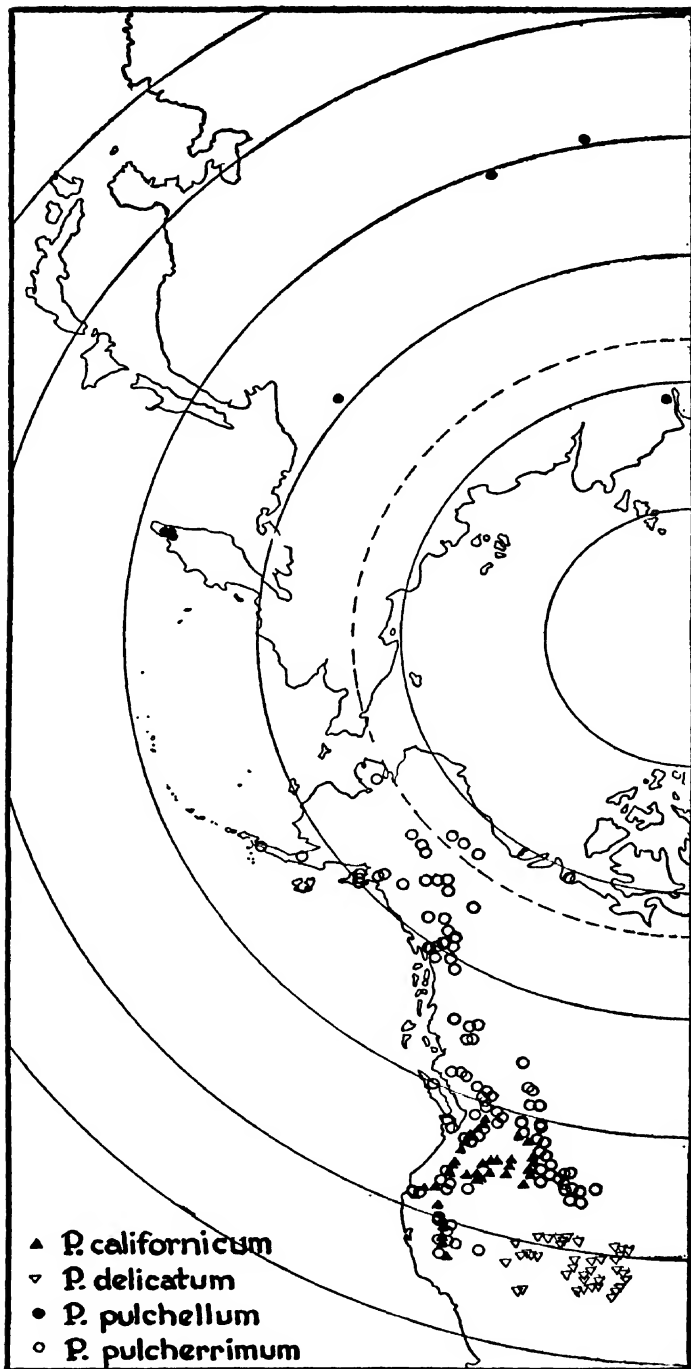 ▲ P. californicum
▽ P. delicatum
● P. pulchellum
○ P. pulcherrimum